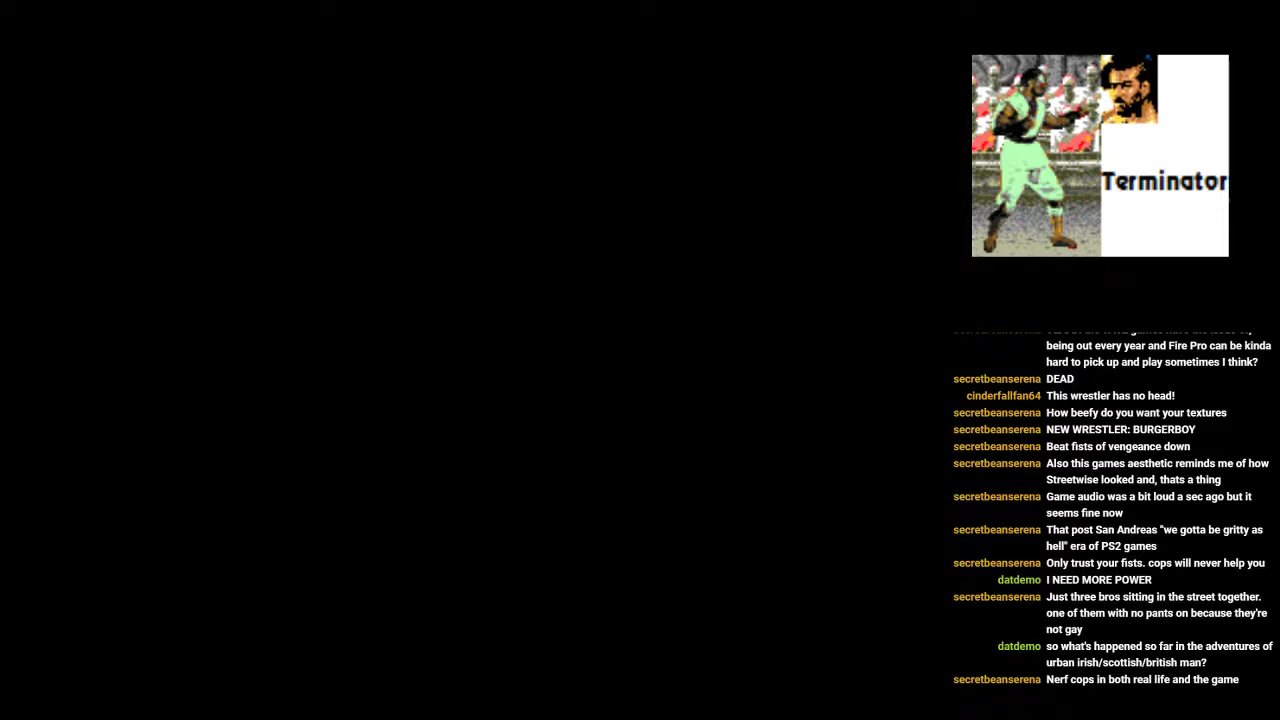 Terminator
being out every year and Fire Pro can be kinda
hard to pick up and play sometimes I think?
secretbeanserena DEAD
cinderfallfan64 This wrestler has no head!
secretbeanserena How beefy do you want your textures
secretbeanserena NEW WRESTLER: BURGERBOY
secretbeanserena Beat fists of vengeance down
secretbeanserena Also this games aesthetic reminds me of how
Streetwise looked and, thats a thing
secretbeanserena Game audio was a bit loud a sec ago but it
seems fine now
secretbeanserena That post San Andreas "we gotta be gritty as
hell" era of PS2 games
secretbeanserena Only trust your fists. cops will never help you
datdemo I NEED MORE POWER
secretbeanserena Just three bros sitting in the street together.
one of them with no pants on because they're
not gay
datdemo so what's happened so far in the adventures of
urban irish/scottish/british man?
secretbeanserena Nerf cops in both real life and the game